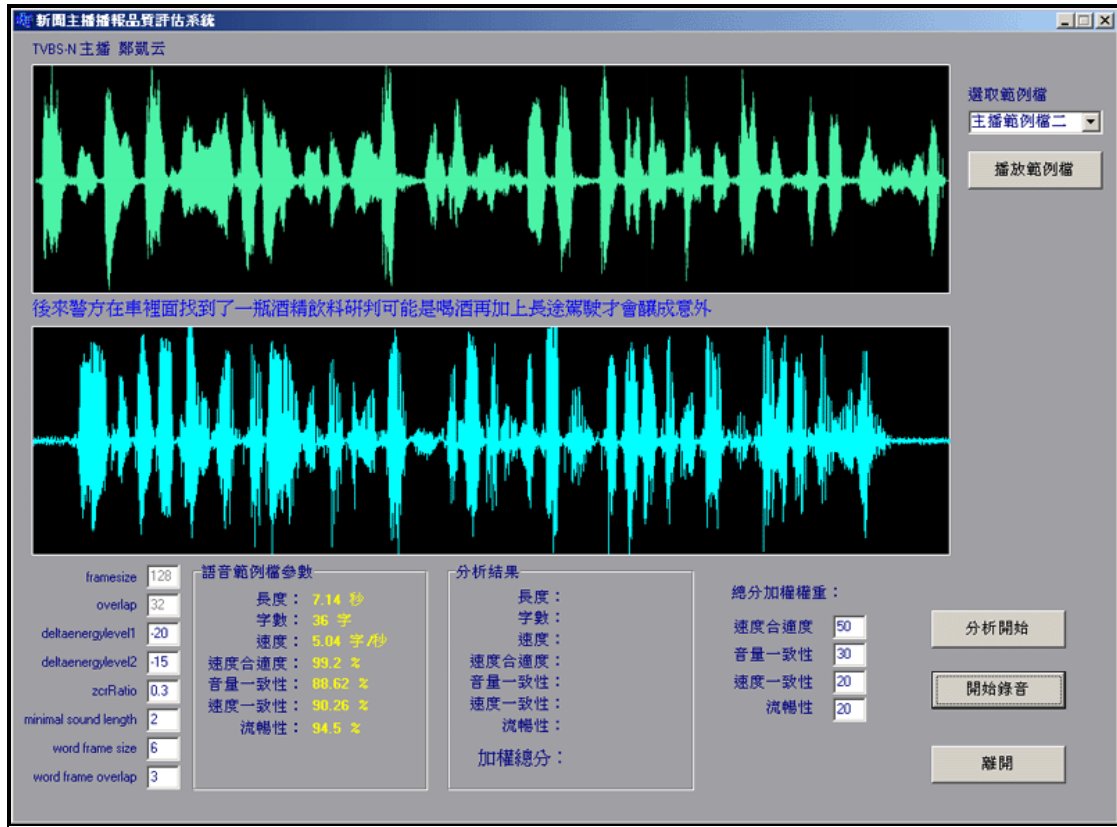 新聞主播播報品質評估系統
TVBS-N 主播 鄭凱云
選取範例檔
主播範例檔二
播放範例檔
後來警方在車裡面找到了一瓶酒精飲料研判可能是喝酒再加上長途駕駛才會釀成意外
framesize 128
overlap 32
deltaenergylevel1 -20
deltaenergylevel2 -15
zcrRatio 0.3
minimal sound length 2
word frame size 6
word frame overlap 3
語音範例檔參數
長度： 7.14 秒
字數： 36 字
速度： 5.04 字/秒
速度合適度： 99.2 %
音量一致性： 88.62 %
速度一致性： 90.26 %
流暢性： 94.5 %
分析結果
長度：
字數：
速度：
速度合適度：
音量一致性：
速度一致性：
流暢性：
加權總分：
總分加權權重：
速度合適度 50
音量一致性 30
速度一致性 20
流暢性 20
分析開始
開始錄音
離開